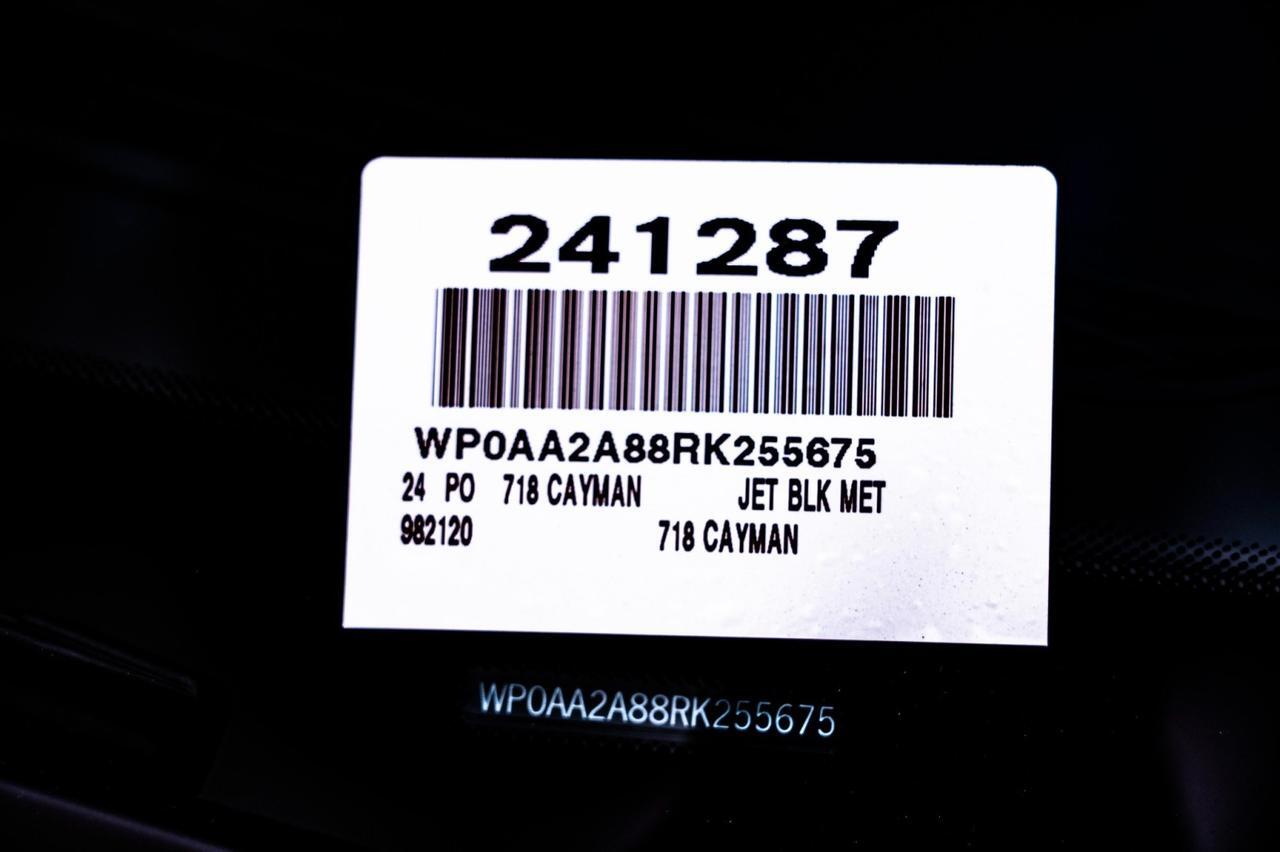 241287
WP0AA2A88RK255675
24 PO 718 CAYMAN JET BLK MET
982120 718 CAYMAN
WP0AA2A88RK255675